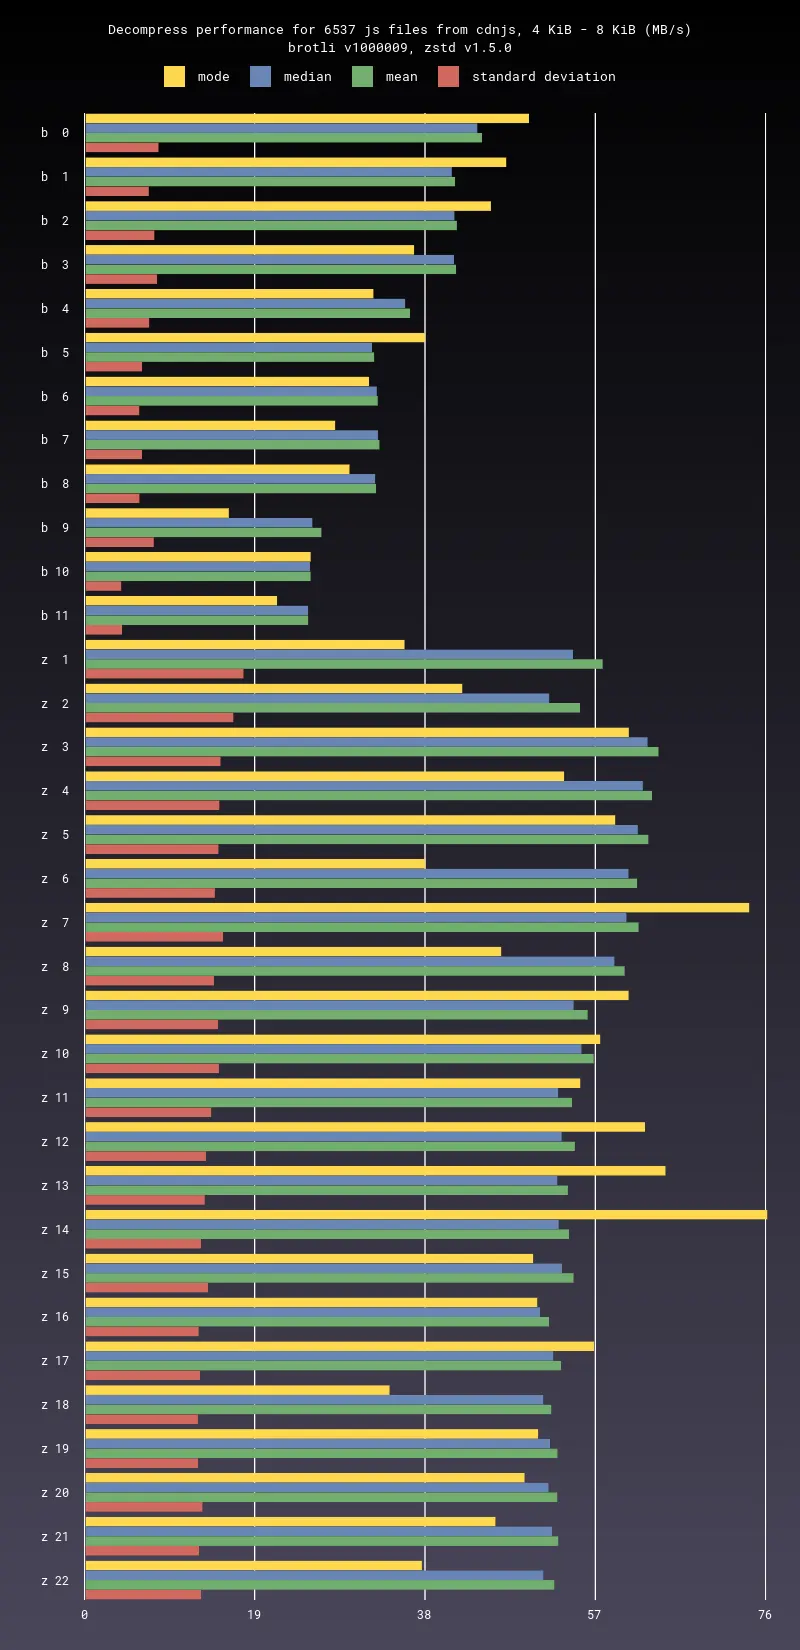 Decompress performance for 6537 js files from cdnjs, 4 KiB - 8 KiB (MB/s)
brotli v1000009, zstd v1.5.0
mode median mean standard deviation
b 0
b 1
b 2
b 3
b 4
b 5
b 6
b 7
b 8
b 9
b 10
b 11
z 1
z 2
z 3
z 4
z 5
z 6
z 7
z 8
z 9
z 10
z 11
z 12
z 13
z 14
z 15
z 16
z 17
z 18
z 19
z 20
z 21
z 22
0 19 38 57 76